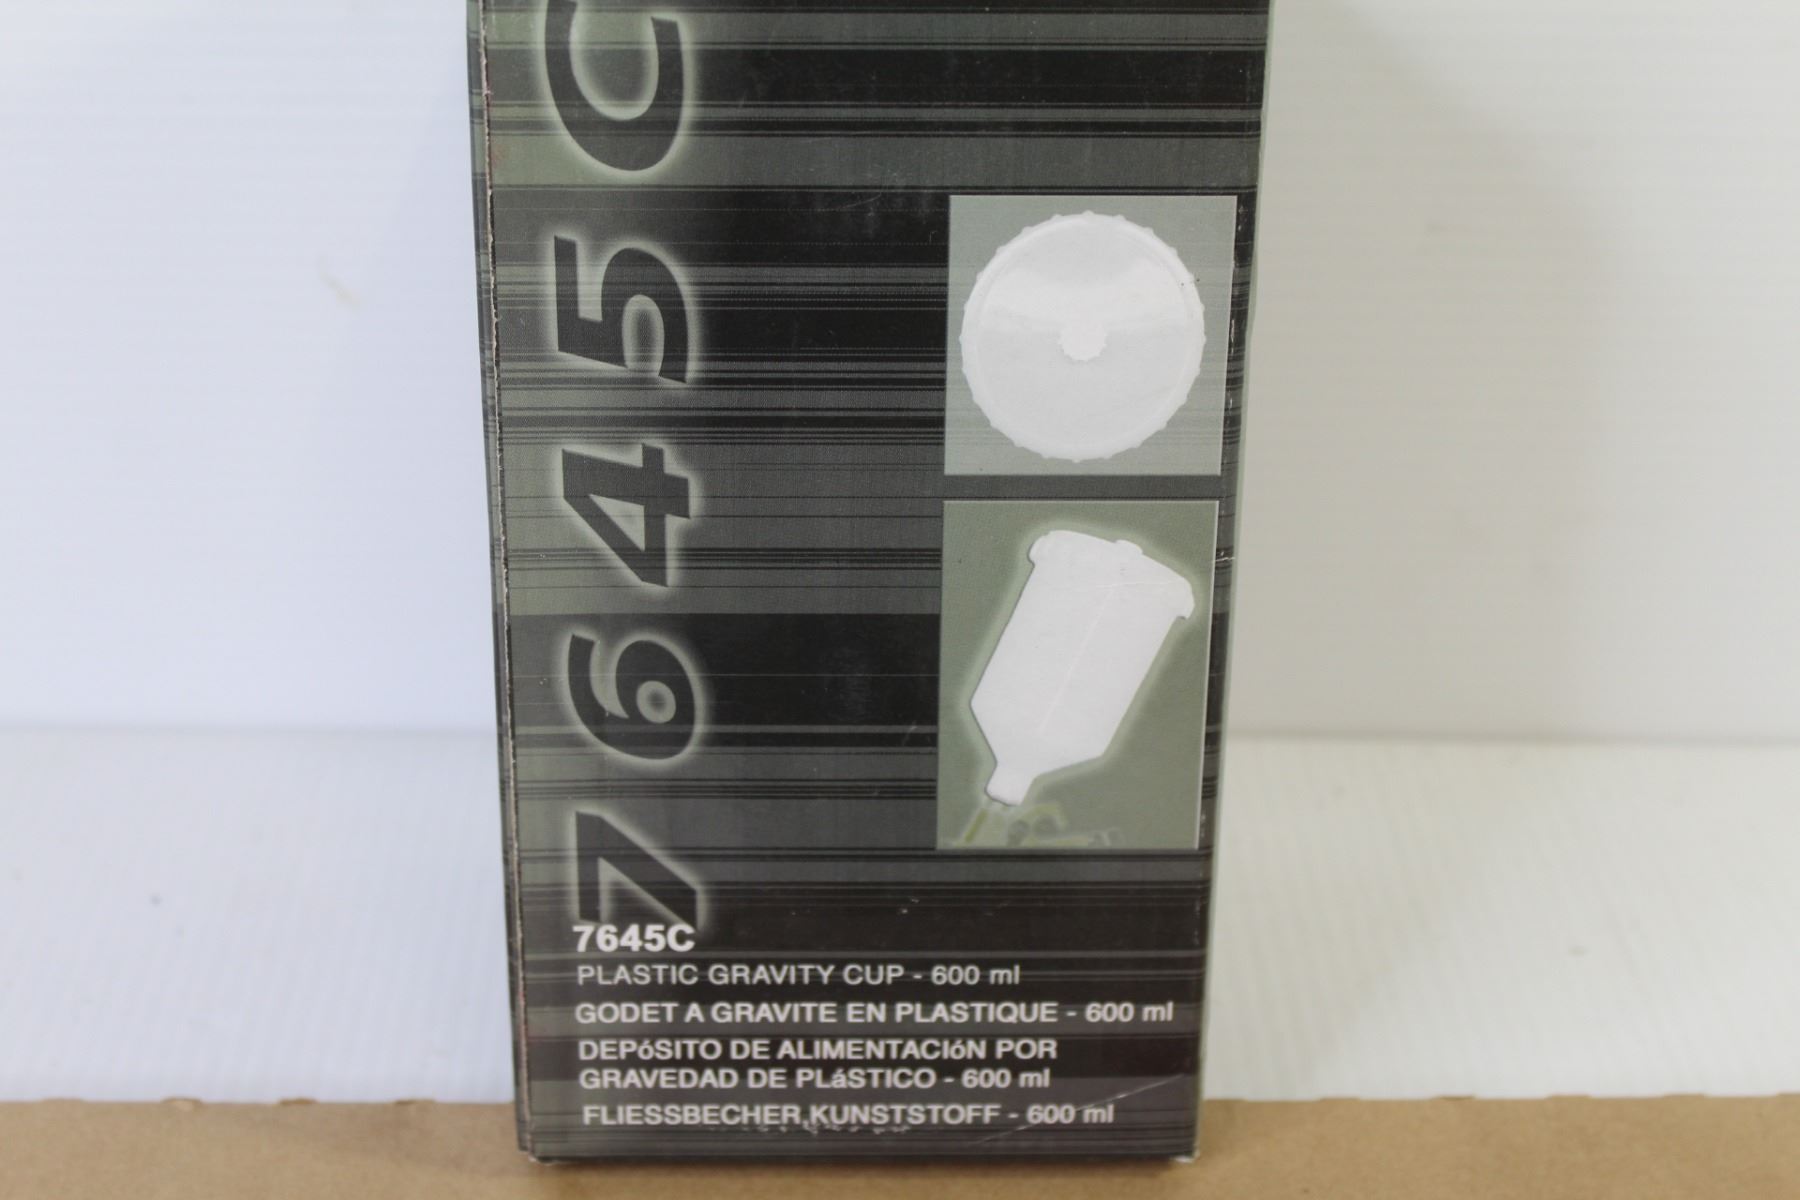 7645C
7645C
PLASTIC GRAVITY CUP - 600 ml
GODET A GRAVITE EN PLASTIQUE - 600 ml
DEPóSITO DE ALIMENTACIóN POR
GRAVEDAD DE PLáSTICO - 600 ml
FLIESSBECHER,KUNSTSTOFF - 600 ml